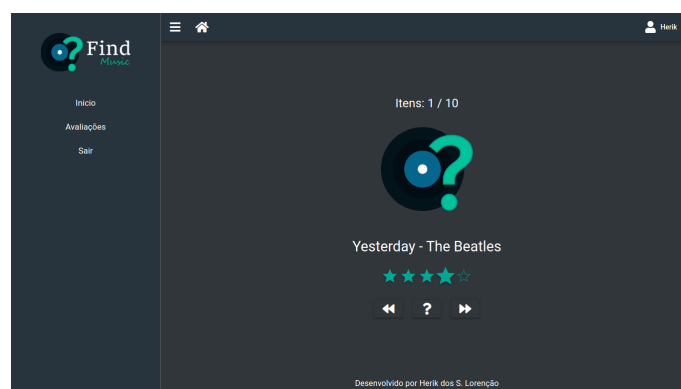 Find
Music
Inicio
Avaliações
Sair
Herik
Itens: 1 / 10
Yesterday - The Beatles
?
Desenvolvido por Herik dos S. Lorenção